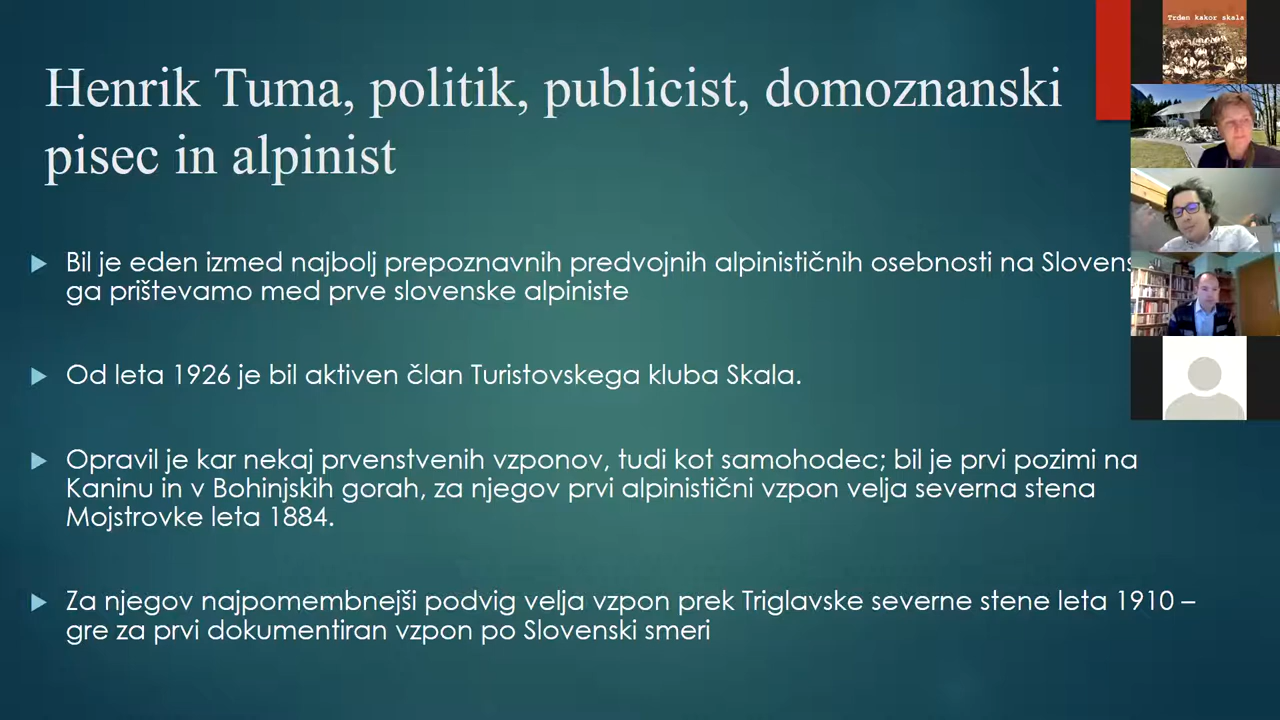 Henrik Tuma, politik, publicist, domoznanski
pisec in alpinist
Bil je eden izmed najbolj prepoznavnih predvojnih alpinističnih osebnosti na Slovens
ga prištevamo med prve slovenske alpiniste
Od leta 1926 je bil aktiven član Turistovskega kluba Skala.
Opravil je kar nekaj prvenstvenih vzponov, tudi kot samohodec; bil je prvi pozimi na
Kaninu in v Bohinjskih gorah, za njegov prvi alpinistični vzpon velja severna stena
Mojstrovke leta 1884.
Za njegov najpomembnejši podvig velja vzpon prek Triglavske severne stene leta 1910 –
gre za prvi dokumentiran vzpon po Slovenski smeri
Trden kakor skala